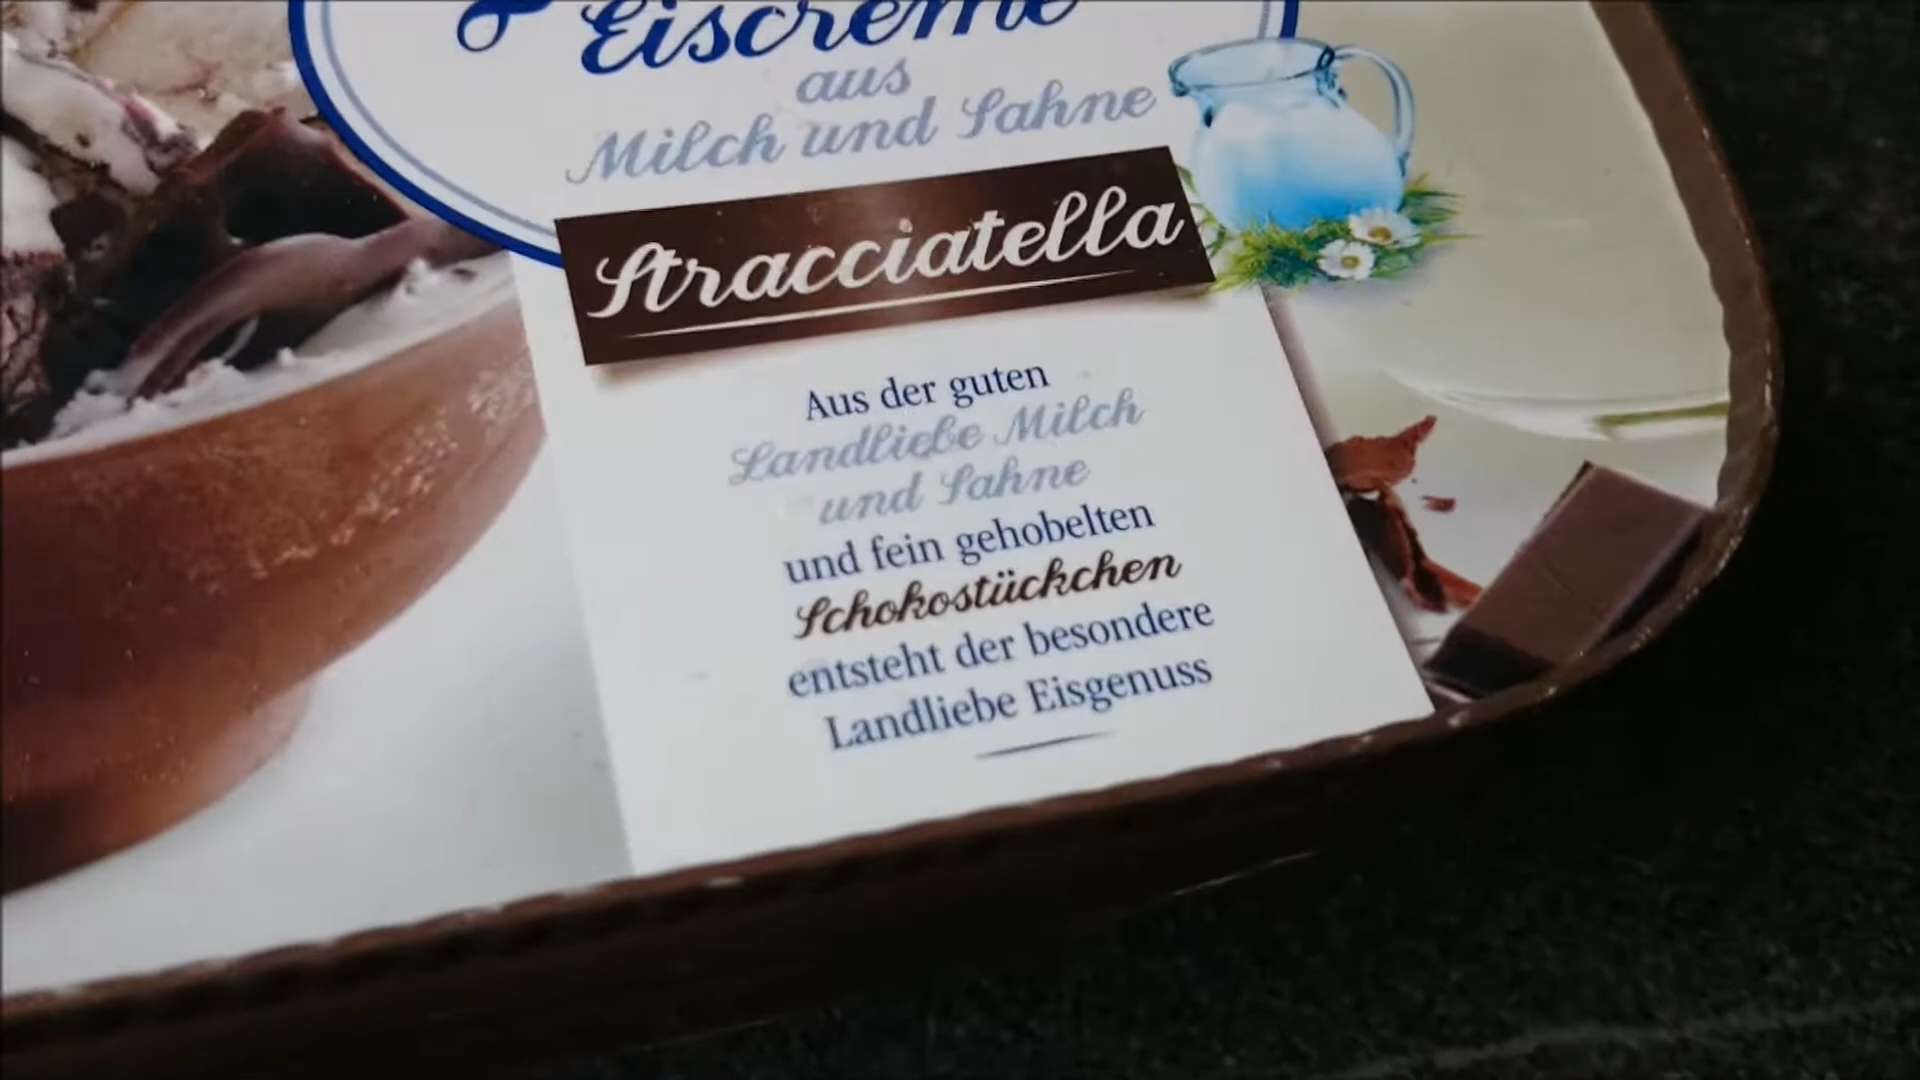 Eiscreme
aus
Milch und Sahne
Stracciatella
Aus der guten
Landliebe Milch
und Sahne
und fein gehobelten
Schokostückchen
entsteht der besondere
Landliebe Eisgenuss